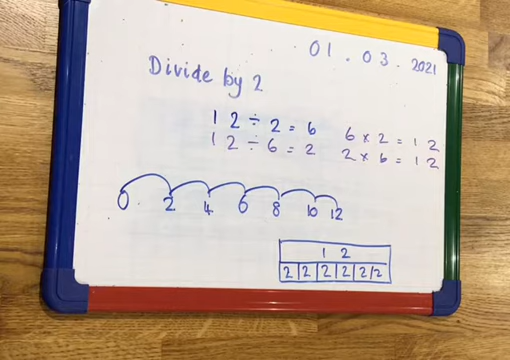 01.03.2021
Divide by 2
12 ÷ 2 = 6
12 ÷ 6 = 2
6 x 2 = 12
2 x 6 = 12
0 2 4 6 8 10 12
12
2 2 2 2 2 2